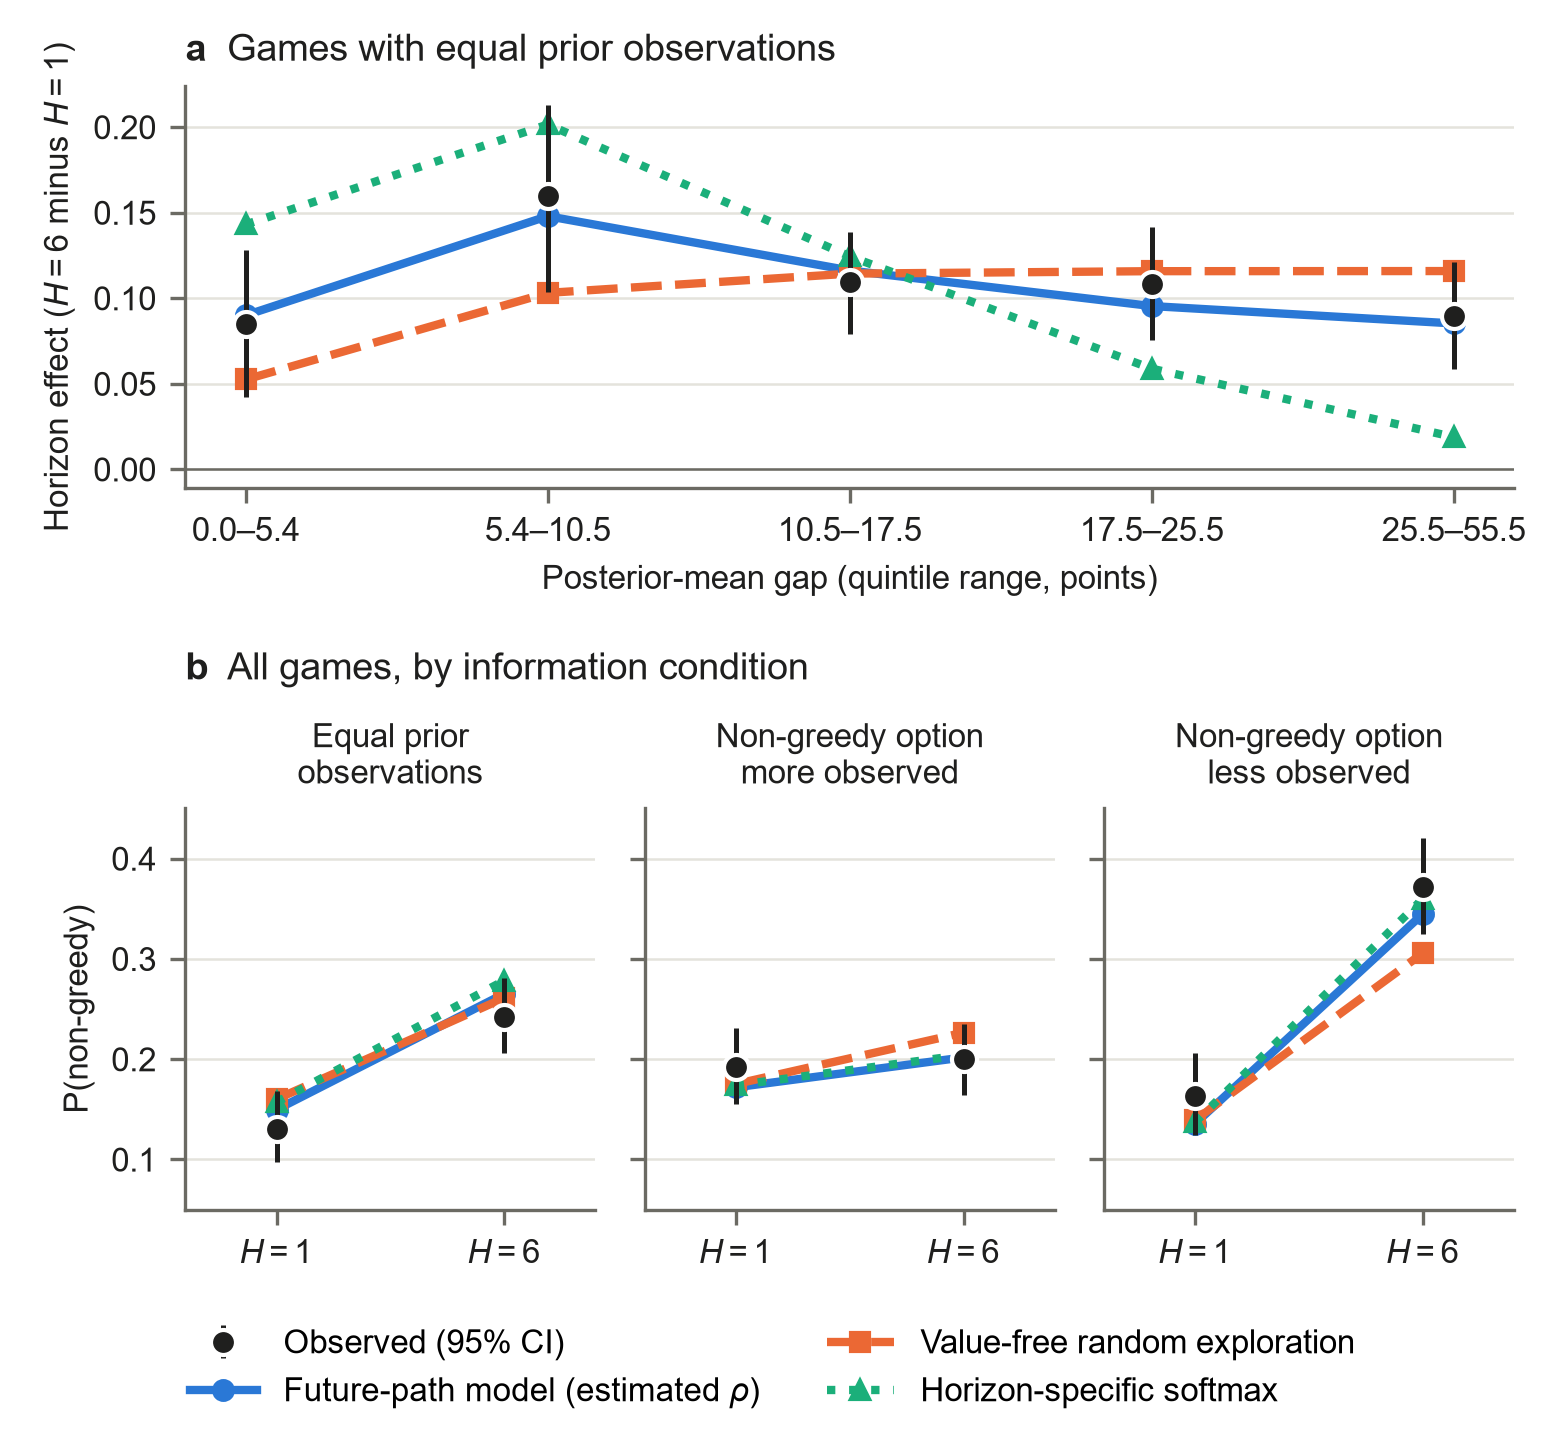 a Games with equal prior observations
Horizon effect (H = 6 minus H = 1)
0.20
0.15
0.10
0.05
0.00
0.0–5.4
5.4–10.5
10.5–17.5
17.5–25.5
25.5–55.5
Posterior-mean gap (quintile range, points)
b All games, by information condition
Equal prior
observations
Non-greedy option
more observed
Non-greedy option
less observed
P(non-greedy)
0.4
0.3
0.2
0.1
H = 1
H = 6
H = 1
H = 6
H = 1
H = 6
Observed (95% CI)
Future-path model (estimated ρ)
Value-free random exploration
Horizon-specific softmax